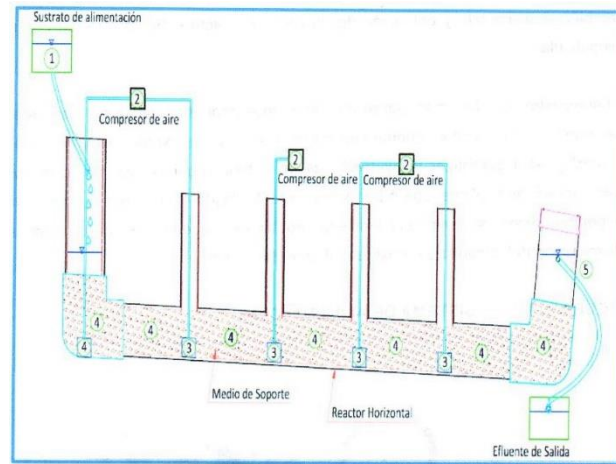 Sustrato de alimentación
1
2
Compresor de aire
2
Compresor de aire
2
Compresor de aire
5
4
4
4
4
4
4
4
4
3
3
3
3
Medio de Soporte
Reactor Horizontal
Efluente de Salida